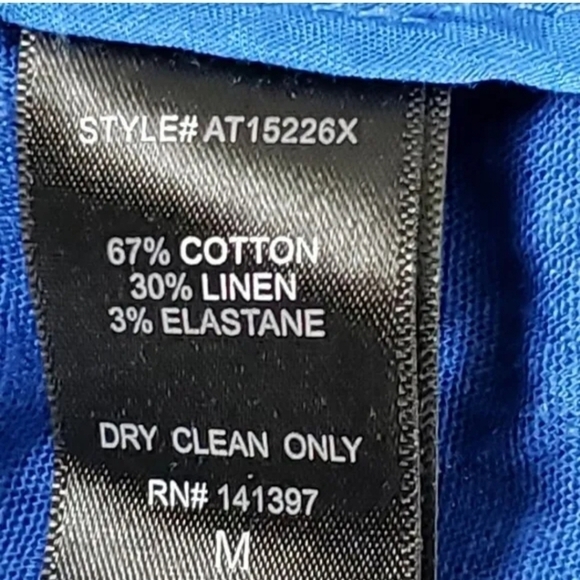 STYLE# AT15226X
67% COTTON
30% LINEN
3% ELASTANE
DRY CLEAN ONLY
RN# 141397
M